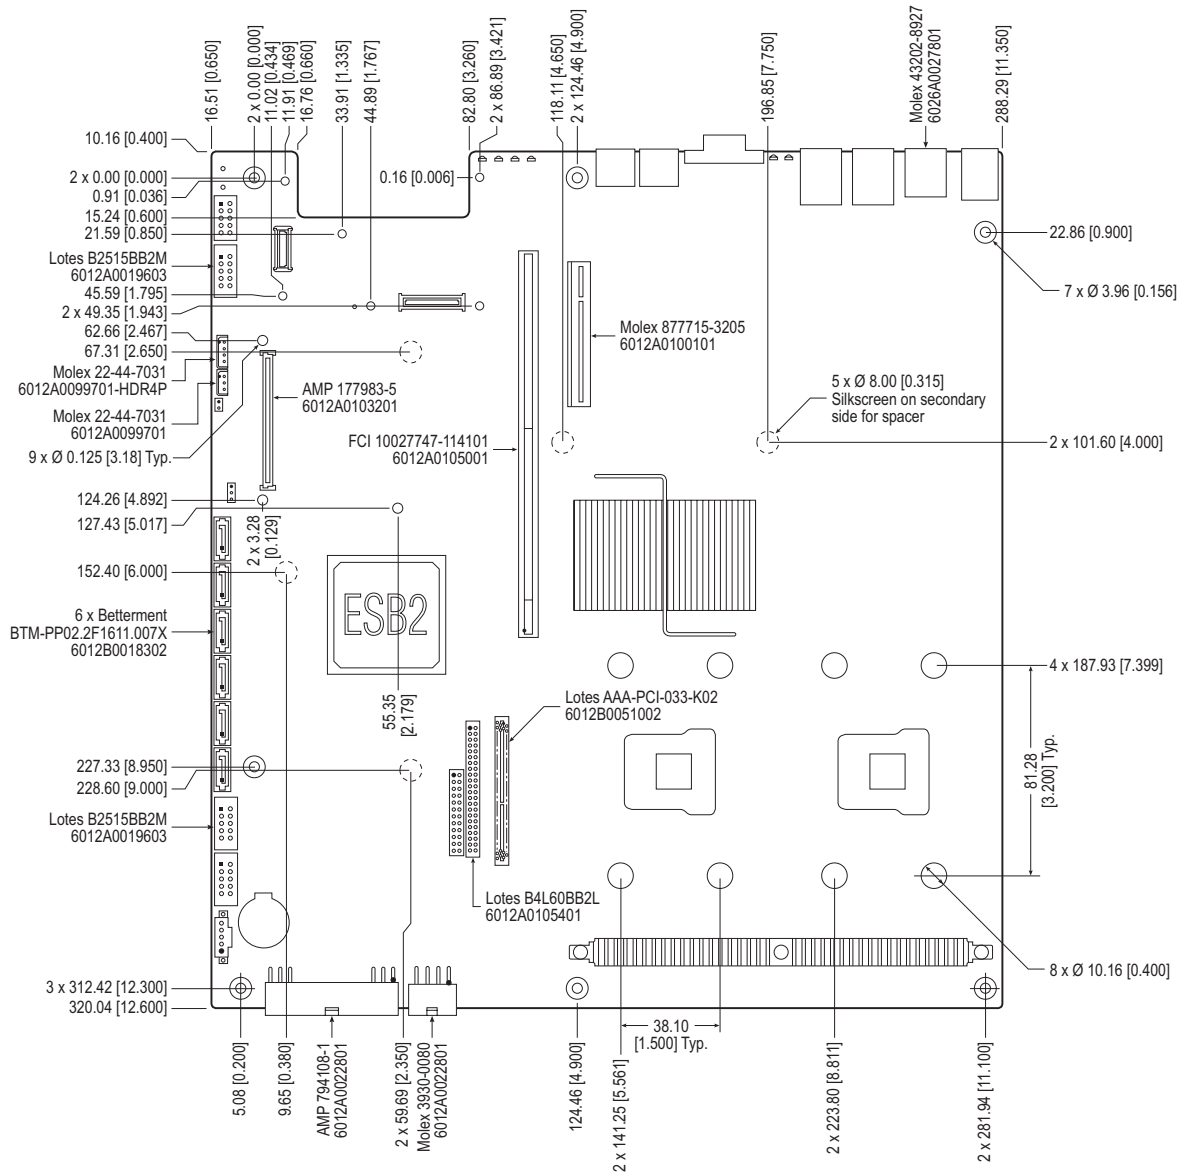 16.51 [0.650]
2 x 0.00 [0.000]
11.02 [0.434]
11.91 [0.469]
16.76 [0.660]
33.91 [1.335]
44.89 [1.767]
82.80 [3.260]
2 x 86.89 [3.421]
118.11 [4.650]
2 x 124.46 [4.900]
196.85 [7.750]
Molex 43202-8927
6026A0027801
288.29 [11.350]
10.16 [0.400]
2 x 0.00 [0.000]
0.91 [0.036]
0.16 [0.006]
15.24 [0.600]
21.59 [0.850]
22.86 [0.900]
Lotes B2515BB2M
6012A0019603
45.59 [1.795]
2 x 49.35 [1.943]
7 x Ø 3.96 [0.156]
62.66 [2.467]
67.31 [2.650]
Molex 877715-3205
6012A0100101
Molex 22-44-7031
6012A0099701-HDR4P
AMP 177983-5
6012A0103201
5 x Ø 8.00 [0.315]
Silkscreen on secondary
side for spacer
Molex 22-44-7031
6012A0099701
FCI 10027747-114101
6012A0105001
2 x 101.60 [4.000]
9 x Ø 0.125 [3.18] Typ.
124.26 [4.892]
127.43 [5.017]
2 x 3.28
[0.129]
152.40 [6.000]
ESB2
6 x Betterment
BTM-PP02.2F1611.007X
6012B0018302
4 x 187.93 [7.399]
55.35
[2.179]
Lotes AAA-PCI-033-K02
6012B0051002
227.33 [8.950]
228.60 [9.000]
81.28
[3.200] Typ.
Lotes B2515BB2M
6012A0019603
Lotes B4L60BB2L
6012A0105401
8 x Ø 10.16 [0.400]
3 x 312.42 [12.300]
320.04 [12.600]
38.10
[1.500] Typ.
5.08 [0.200]
9.65 [0.380]
AMP 794108-1
6012A0022801
2 x 59.69 [2.350]
Molex 3930-0080
6012A0022801
124.46 [4.900]
2 x 141.25 [5.561]
2 x 223.80 [8.811]
2 x 281.94 [11.100]